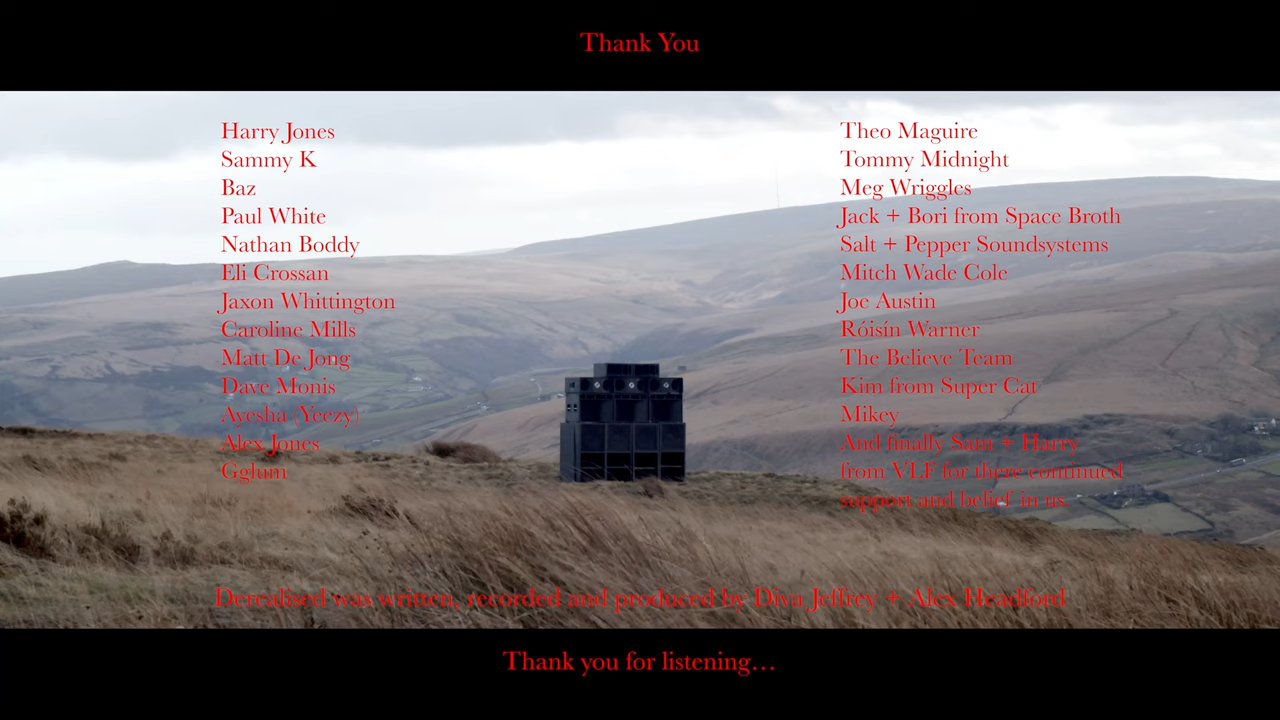 Thank You
Harry Jones
Sammy K
Baz
Paul White
Nathan Boddy
Eli Crossan
Jaxon Whittington
Caroline Mills
Matt De Jong
Dave Monis
Ayesha (Yeezy)
Alex Jones
Gglum
Theo Maguire
Tommy Midnight
Meg Wriggles
Jack + Bori from Space Broth
Salt + Pepper Soundsystems
Mitch Wade Cole
Joe Austin
Róisín Warner
The Believe Team
Kim from Super Cat
Mikey
And finally Sam + Harry
from VLF for there continued
support and belief in us.
Derealised was written, recorded and produced by Diva Jeffrey + Alex Headford
Thank you for listening…